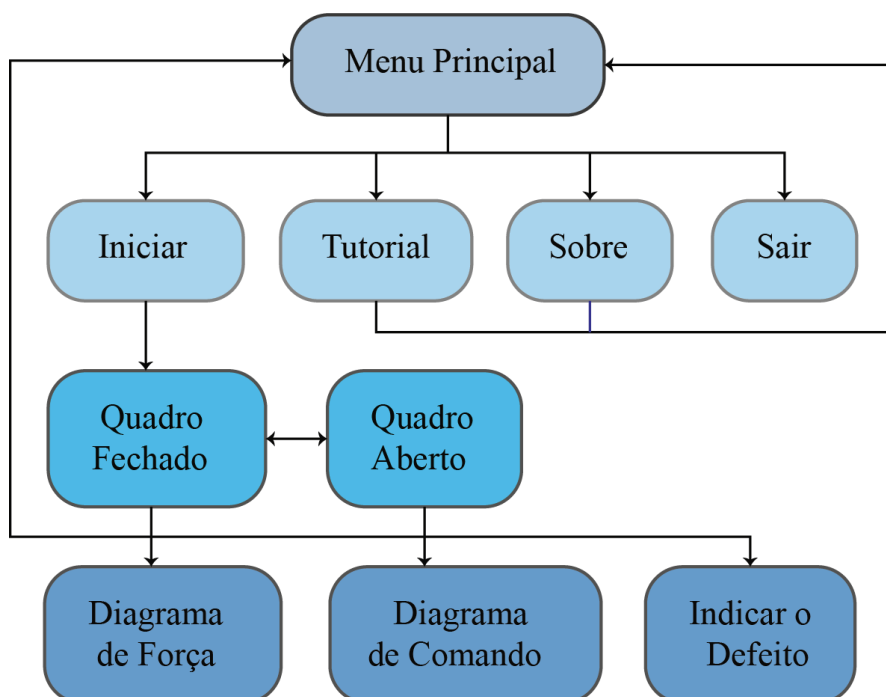 Menu Principal
Iniciar
Tutorial
Sobre
Sair
Quadro
Fechado
Quadro
Aberto
Diagrama
de Força
Diagrama
de Comando
Indicar o
Defeito